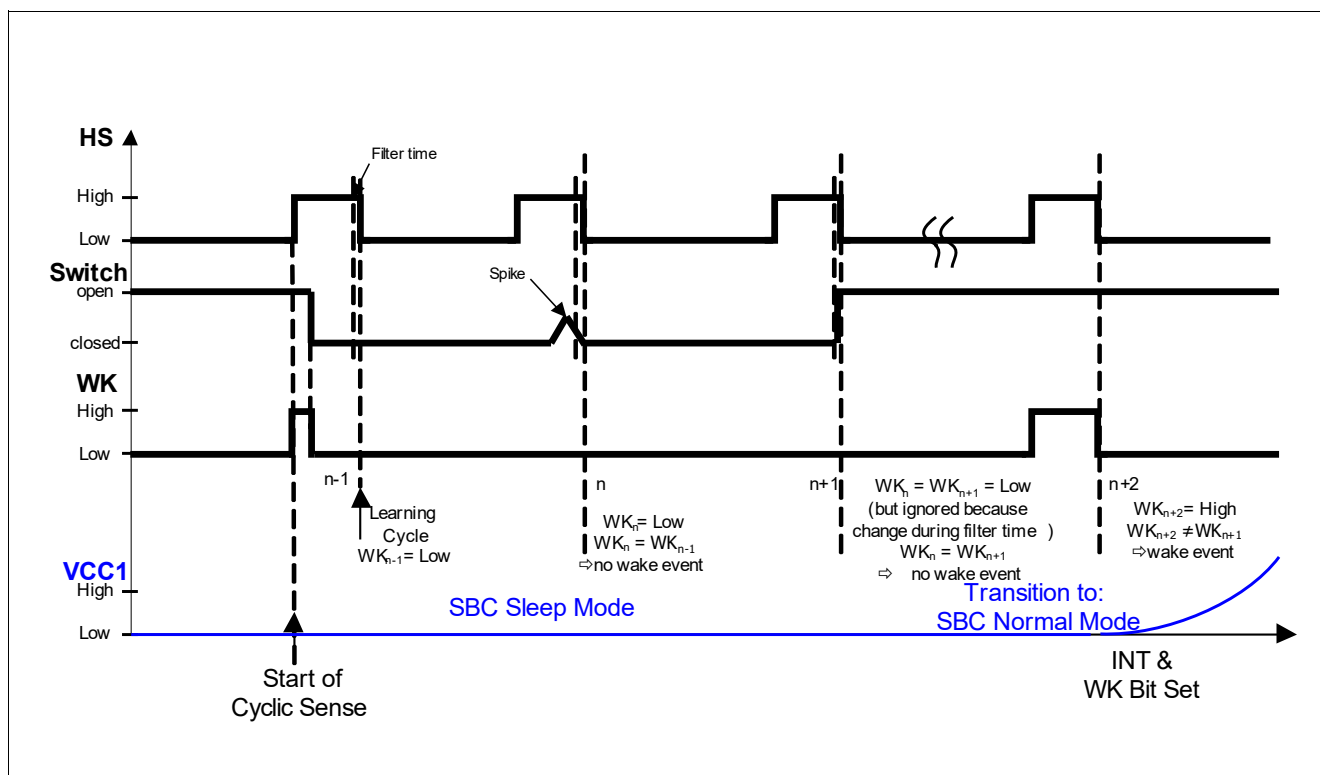 HS
Filter time
High
Low
Switch
open
Spike
closed
WK
High
Low
n-1
Learning
Cycle
WKn-1 = Low
n
WKn = Low
WKn = WKn-1
⇨no wake event
n+1
WKn = WKn+1 = Low
(but ignored because
change during filter time )
WKn = WKn+1
⇨ no wake event
n+2
WKn+2 = High
WKn+2 ≠ WKn+1
⇨wake event
VCC1
High
Low
SBC Sleep Mode
Transition to:
SBC Normal Mode
Start of
Cyclic Sense
INT &
WK Bit Set